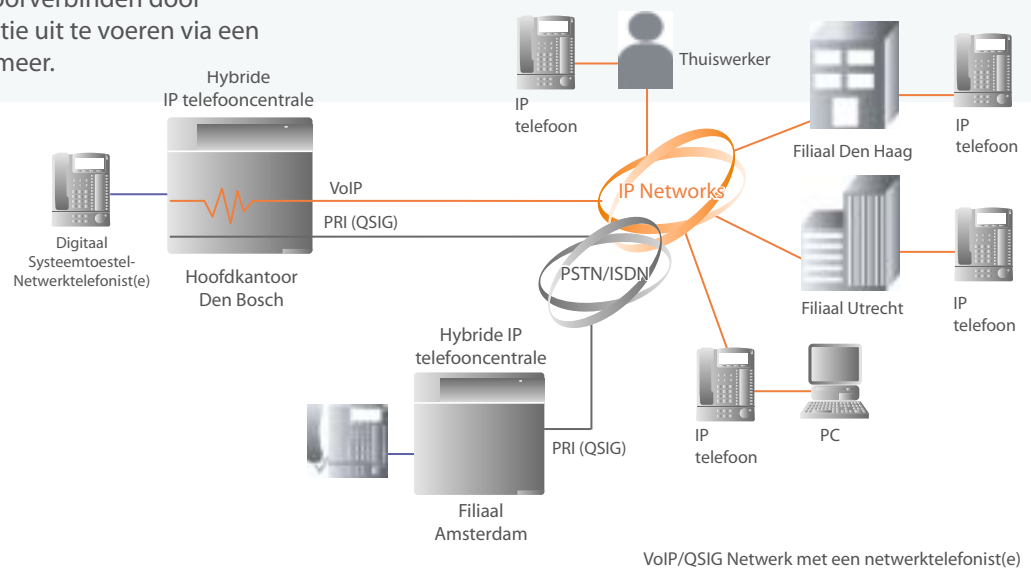 orverbinden door
tie uit te voeren via een
meer.
Hybride
IP telefooncentrale
IP
telefoon
Thuiswerker
Filiaal Den Haag
IP
telefoon
VoIP
IP Networks
PRI (QSIG)
Digitaal
Systeemtoestel-
Netwerktelefonist(e)
Hoofdkantoor
Den Bosch
PSTN/ISDN
Filiaal Utrecht
IP
telefoon
Hybride IP
telefooncentrale
PRI (QSIG)
IP
telefoon
PC
Filiaal
Amsterdam
VoIP/QSIG Netwerk met een netwerktelefonist(e)